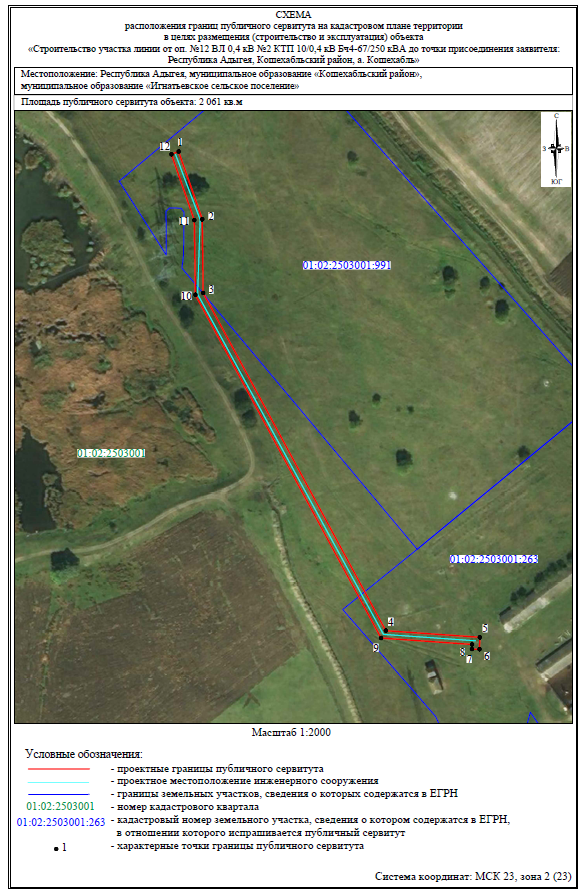 СХЕМА
расположения границ публичного сервитута на кадастровом плане территории
в целях размещения (строительство и эксплуатация) объекта
«Строительство участка линии от оп. №12 ВЛ 0,4 кВ №2 КТП 10/0,4 кВ Бч4-67/250 кВА до точки присоединения заявителя:
Республика Адыгея, Кошехабльский район, а. Кошехабль»
Местоположение: Республика Адыгея, муниципальное образование «Кошехабльский район»,
муниципальное образование «Игнатьевское сельское поселение»
Площадь публичного сервитута объекта: 2 061 кв.м
С
З В
ЮГ
12 1
11 2
01:02:2503001:991
10 3
01:02:2503001
01:02:2503001:263
4
5
9
8
7 6
Масштаб 1:2000
Условные обозначения:
- проектные границы публичного сервитута
- проектное местоположение инженерного сооружения
- границы земельных участков, сведения о которых содержатся в ЕГРН
01:02:2503001 - номер кадастрового квартала
01:02:2503001:263 - кадастровый номер земельного участка, сведения о котором содержатся в ЕГРН,
в отношении которого испрашивается публичный сервитут
1 - характерные точки границы публичного сервитута
Система координат: МСК 23, зона 2 (23)